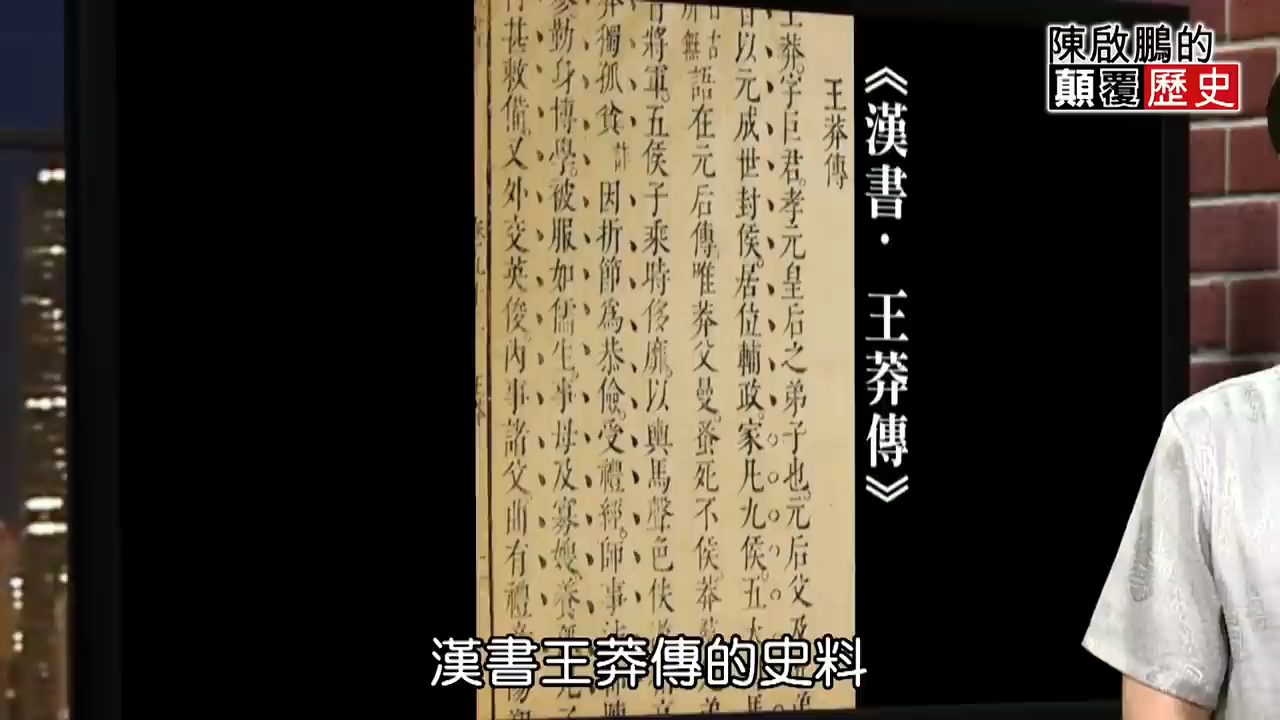 陳啟鵬的
顛覆歷史
《漢書·王莽傳》
王莽傳
王莽。字巨君。孝元皇后之弟子也。元后父及
以元成世封侯。居位輔政。家凡九侯。五大
語在元后傳。唯莽父曼。蚤死不侯。莽
將軍。五侯子乘時侈靡。以輿馬聲色佚
獨孤貧因折節爲恭儉。受禮經。師事
勤身博學。被服如儒生。事母及寡嫂。養
甚敕備。又外交英俊。內事諸父。曲有禮
漢書王莽傳的史料